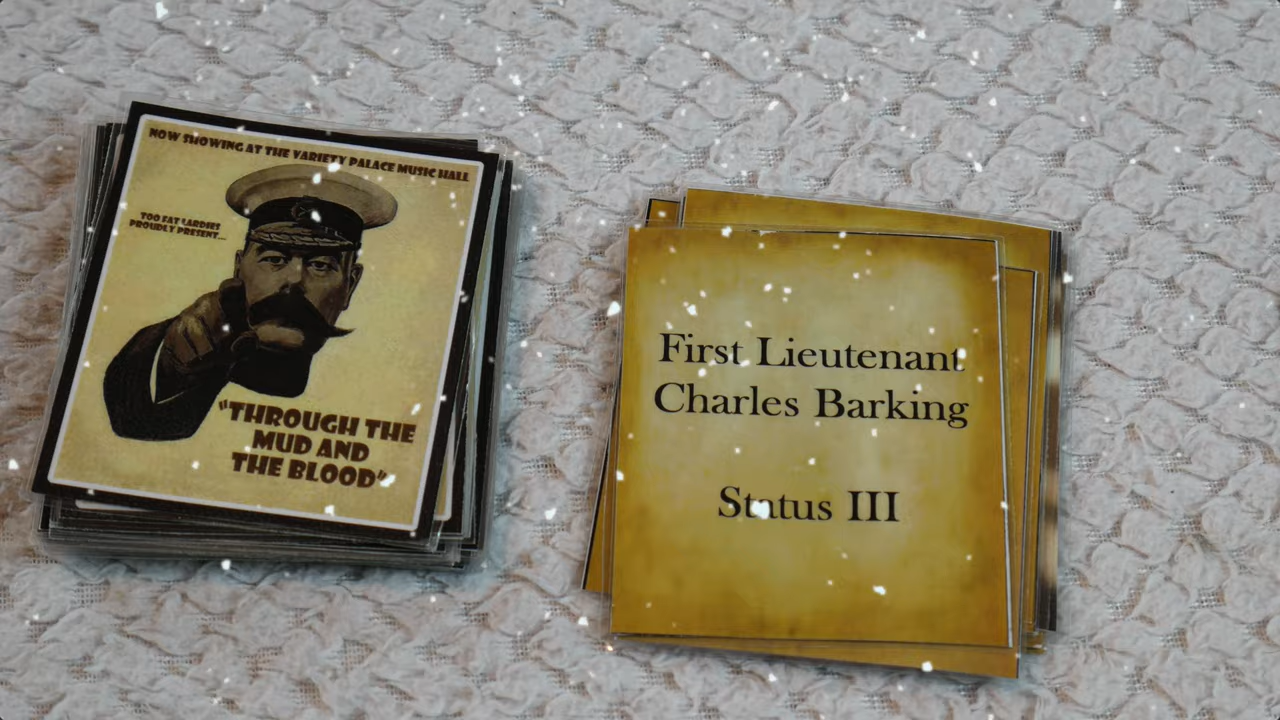 NOW SHOWING AT THE VARIETY PALACE MUSIC HALL
TOO FAT LARDIES
PROUDLY PRESENT...
"THROUGH THE
MUD AND
THE BLOOD"
First Lieutenant
Charles Barking
Status III